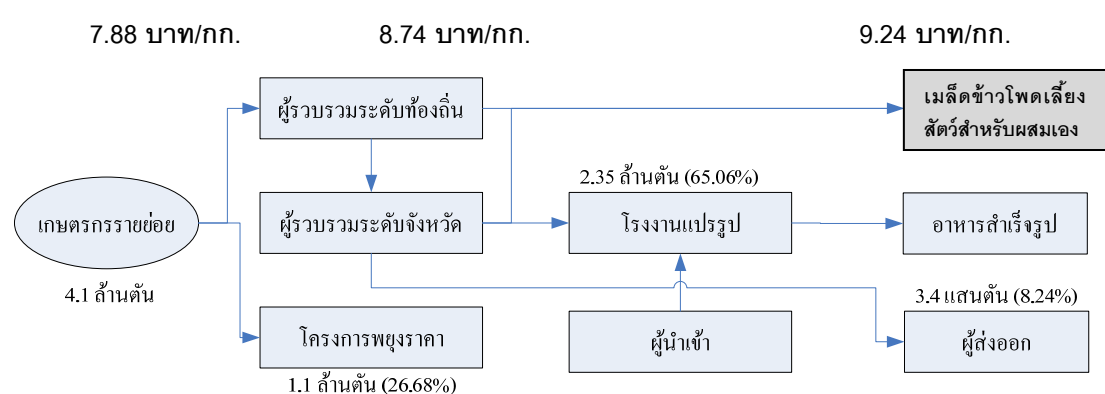 7.88 บาท/กก.
8.74 บาท/กก.
9.24 บาท/กก.
ผู้รวบรวมระดับท้องถิ่น
เมล็ดข้าวโพดเลี้ยง
สัตว์สำหรับผสมเอง
2.35 ล้านตัน (65.06%)
เกษตรกรรายย่อย
ผู้รวบรวมระดับจังหวัด
โรงงานแปรรูป
อาหารสำเร็จรูป
4.1 ล้านตัน
3.4 แสนตัน (8.24%)
โครงการพยุงราคา
ผู้นำเข้า
ผู้ส่งออก
1.1 ล้านตัน (26.68%)